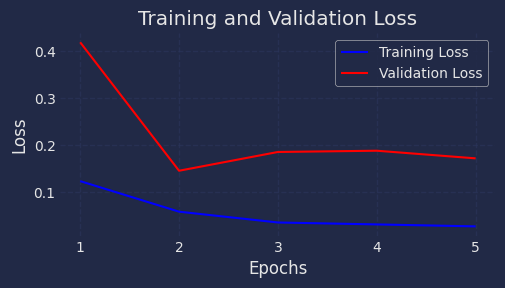 Training and Validation Loss
Training Loss
Validation Loss
0.4
0.3
0.2
0.1
Loss
1 2 3 4 5
Epochs